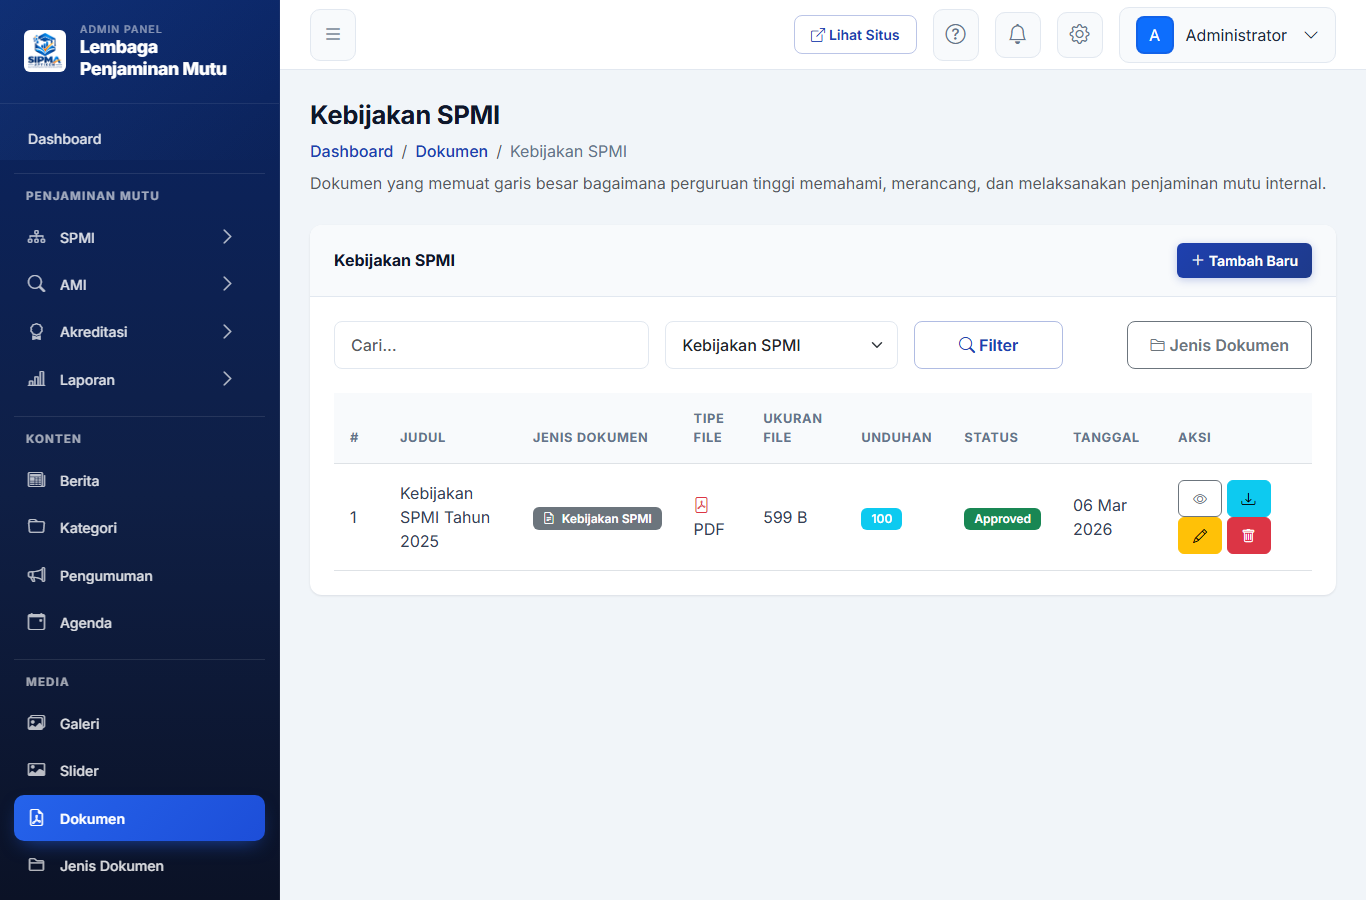 SIPMA
ADMIN PANEL
Lembaga
Penjaminan Mutu
Lihat Situs
A
Administrator
Dashboard
PENJAMINAN MUTU
SPMI
AMI
Akreditasi
Laporan
KONTEN
Berita
Kategori
Pengumuman
Agenda
MEDIA
Galeri
Slider
Dokumen
Jenis Dokumen
Kebijakan SPMI
Dashboard / Dokumen / Kebijakan SPMI
Dokumen yang memuat garis besar bagaimana perguruan tinggi memahami, merancang, dan melaksanakan penjaminan mutu internal.
Kebijakan SPMI
+ Tambah Baru
Cari...
Kebijakan SPMI
Filter
Jenis Dokumen
# JUDUL JENIS DOKUMEN TIPE FILE UKURAN FILE UNDUHAN STATUS TANGGAL AKSI
1
Kebijakan
SPMI Tahun
2025
Kebijakan SPMI
PDF
599 B
100
Approved
06 Mar
2026